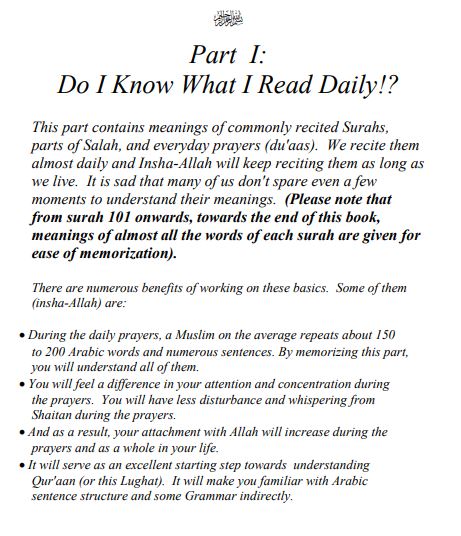 Part I:
Do I Know What I Read Daily!?
This part contains meanings of commonly recited Surahs,
parts of Salah, and everyday prayers (du'aas). We recite them
almost daily and Insha-Allah will keep reciting them as long as
we live. It is sad that many of us don't spare even a few
moments to understand their meanings. (Please note that
from surah 101 onwards, towards the end of this book,
meanings of almost all the words of each surah are given for
ease of memorization).
There are numerous benefits of working on these basics. Some of them
(insha-Allah) are:
• During the daily prayers, a Muslim on the average repeats about 150
to 200 Arabic words and numerous sentences. By memorizing this part,
you will understand all of them.
• You will feel a difference in your attention and concentration during
the prayers. You will have less disturbance and whispering from
Shaitan during the prayers.
• And as a result, your attachment with Allah will increase during the
prayers and as a whole in your life.
• It will serve as an excellent starting step towards understanding
Qur'aan (or this Lughat). It will make you familiar with Arabic
sentence structure and some Grammar indirectly.